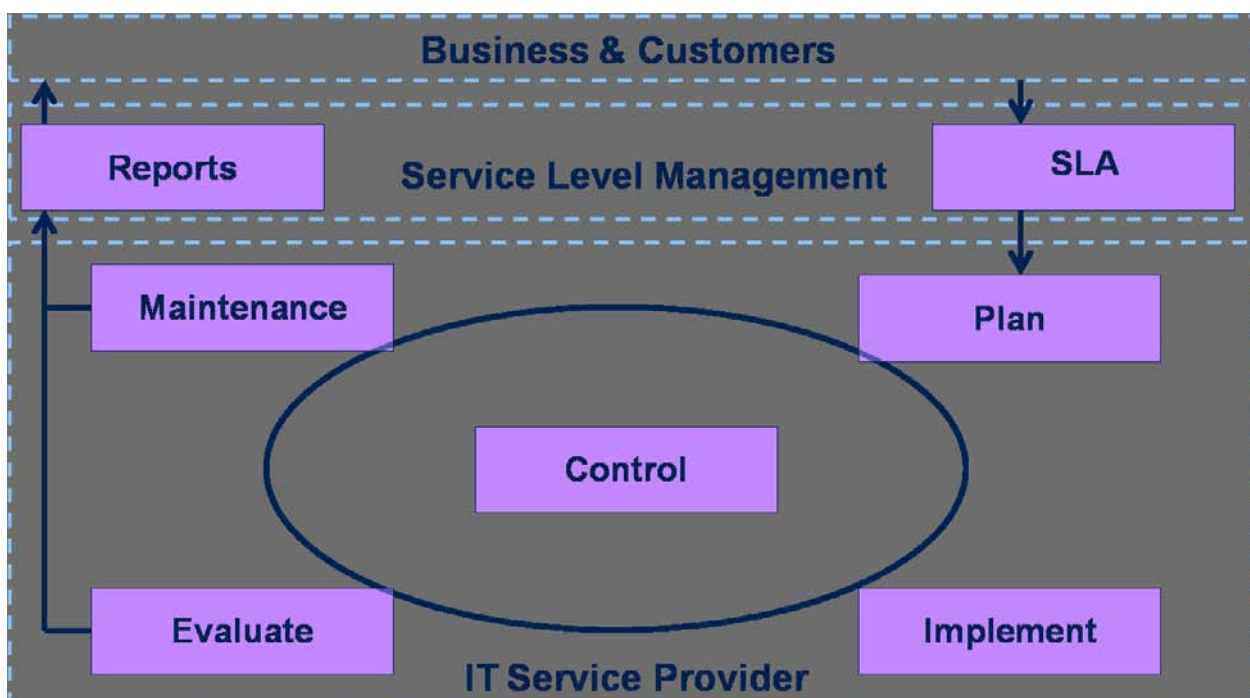 Business & Customers
Reports
Service Level Management
SLA
Maintenance
Plan
Control
Evaluate
Implement
IT Service Provider